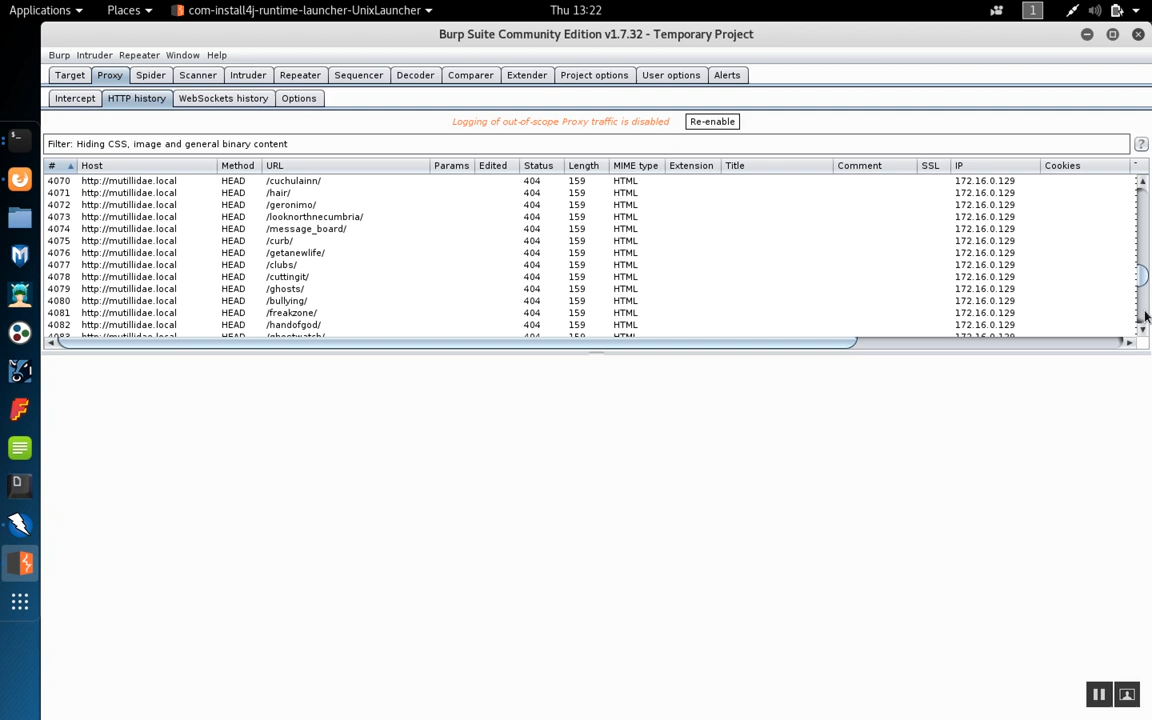 Applications Places com-install4j-runtime-launcher-UnixLauncher Thu 13:22 1
Burp Suite Community Edition v1.7.32 - Temporary Project
Burp Intruder Repeater Window Help
Target Proxy Spider Scanner Intruder Repeater Sequencer Decoder Comparer Extender Project options User options Alerts
Intercept HTTP history WebSockets history Options
Logging of out-of-scope Proxy traffic is disabled Re-enable
Filter: Hiding CSS, image and general binary content ?
# Host Method URL Params Edited Status Length MIME type Extension Title Comment SSL IP Cookies
4070 http://mutillidae.local HEAD /cuchulainn/ 404 159 HTML 172.16.0.129
4071 http://mutillidae.local HEAD /hair/ 404 159 HTML 172.16.0.129
4072 http://mutillidae.local HEAD /geronimo/ 404 159 HTML 172.16.0.129
4073 http://mutillidae.local HEAD /looknorthnecumbria/ 404 159 HTML 172.16.0.129
4074 http://mutillidae.local HEAD /message_board/ 404 159 HTML 172.16.0.129
4075 http://mutillidae.local HEAD /curb/ 404 159 HTML 172.16.0.129
4076 http://mutillidae.local HEAD /getanewlife/ 404 159 HTML 172.16.0.129
4077 http://mutillidae.local HEAD /clubs/ 404 159 HTML 172.16.0.129
4078 http://mutillidae.local HEAD /cuttingit/ 404 159 HTML 172.16.0.129
4079 http://mutillidae.local HEAD /ghosts/ 404 159 HTML 172.16.0.129
4080 http://mutillidae.local HEAD /bullying/ 404 159 HTML 172.16.0.129
4081 http://mutillidae.local HEAD /freakzone/ 404 159 HTML 172.16.0.129
4082 http://mutillidae.local HEAD /handofgod/ 404 159 HTML 172.16.0.129
4083 http://mutillidae.local HEAD /ghostwatch/ 404 159 HTML 172.16.0.129